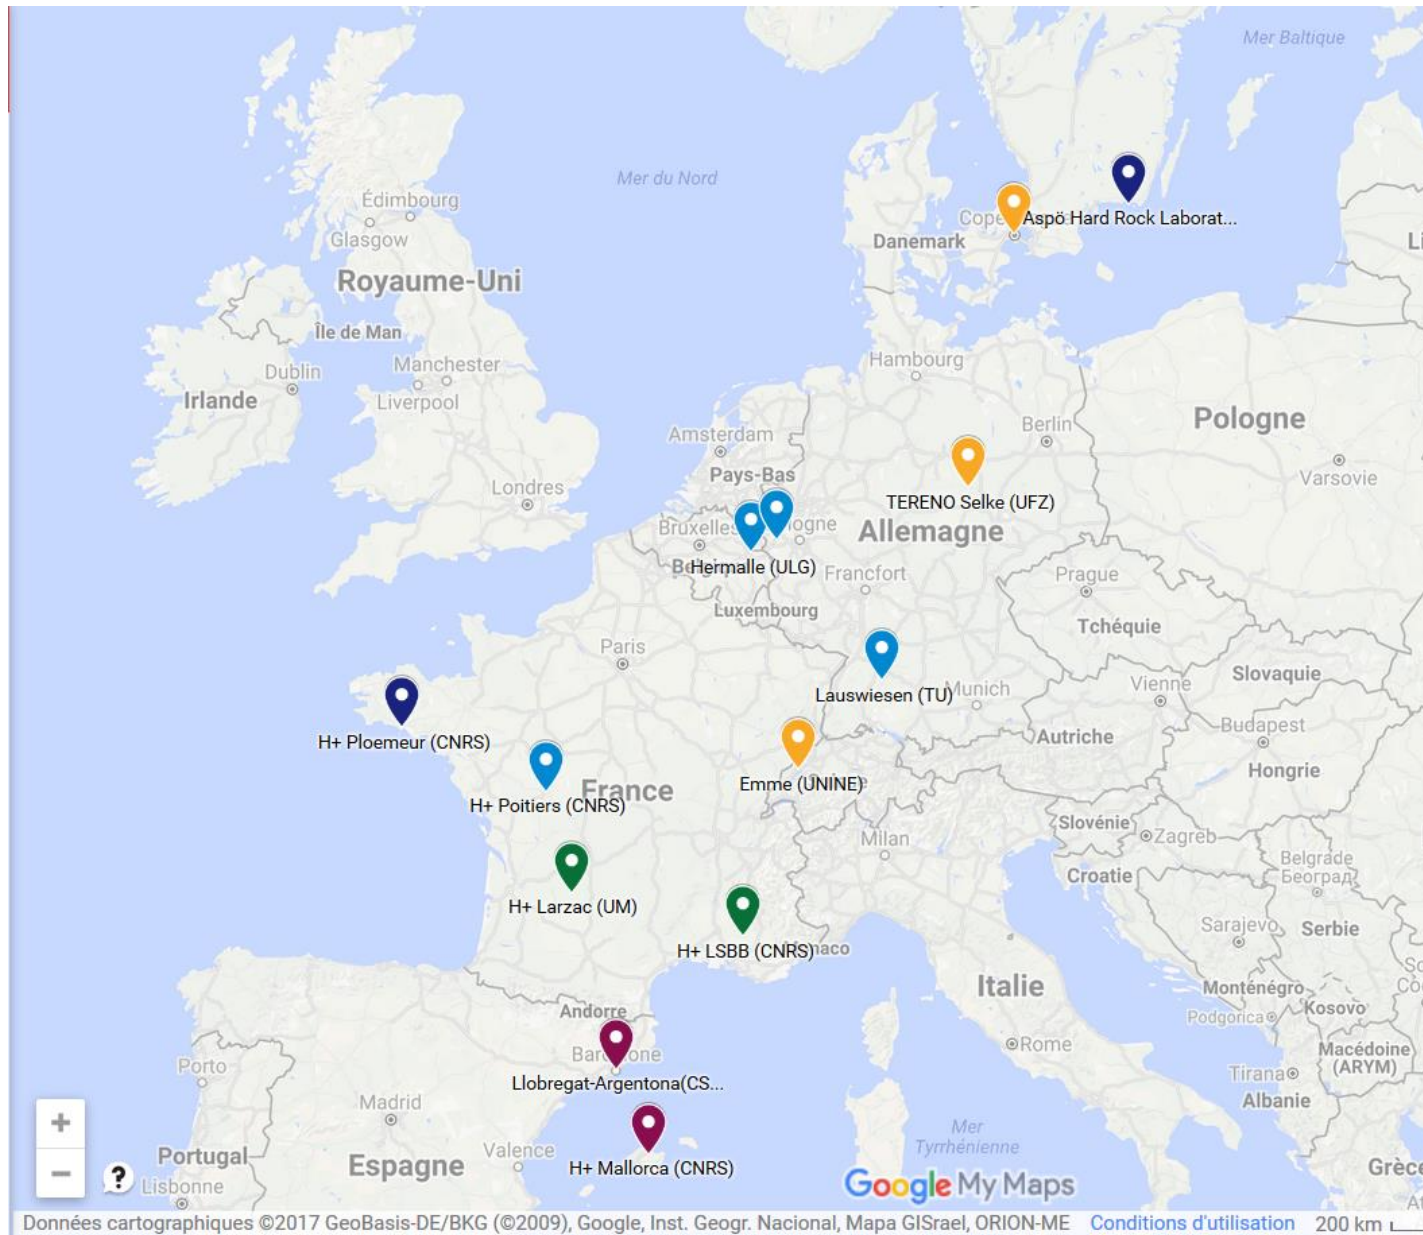 Mer Baltique
Mer du Nord
Édimbourg
Glasgow
Aspö Hard Rock Laborat...
Danemark
Royaume-Uni
Île de Man
Hambourg
Dublin
Manchester
Irlande
Liverpool
Pologne
Berlin
Amsterdam
Pays-Bas
Varsovie
Londres
TERENO Selke (UFZ)
Allemagne
Hermalle (ULG)
Francfort
Prague
Luxembourg
Tchéquie
Paris
Slovaquie
Lauswiesen (TU)
Munich
Vienne
Budapest
H+ Ploemeur (CNRS)
Autriche
Hongrie
Emme (UNINE)
France
H+ Poitiers (CNRS)
Slovénie
Zagreb
Milan
Belgrade
Београд
Croatie
H+ Larzac (UM)
Sarajevo
Serbie
H+ LSBB (CNRS)
Italie
Monténégro
Andorre
Podgorica
Kosovo
Rome
Macédoine
(ARYM)
Porto
Llobregat-Argentona(CS...
Tirana
Madrid
Albanie
Mer
Tyrrhénienne
Valence
Portugal
Espagne
H+ Mallorca (CNRS)
Lisbonne
+
−
?
Google My Maps
Données cartographiques ©2017 GeoBasis-DE/BKG (©2009), Google, Inst. Geogr. Nacional, Mapa GISrael, ORION-ME Conditions d'utilisation 200 km